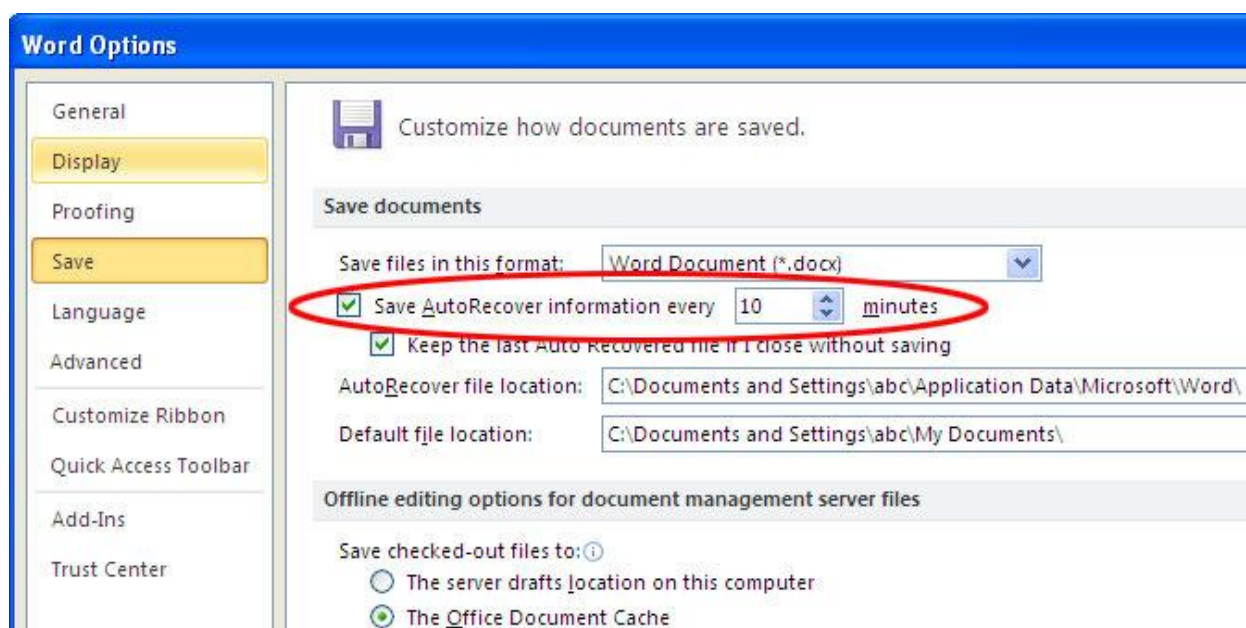 Word Options
General
Display
Proofing
Save
Language
Advanced
Customize Ribbon
Quick Access Toolbar
Add-Ins
Trust Center
Customize how documents are saved.
Save documents
Save files in this format: Word Document (*.docx)
Save AutoRecover information every 10 minutes
Keep the last Auto Recovered file if I close without saving
AutoRecover file location: C:\Documents and Settings\abc\Application Data\Microsoft\Word\
Default file location: C:\Documents and Settings\abc\My Documents\
Offline editing options for document management server files
Save checked-out files to:
The server drafts location on this computer
The Office Document Cache